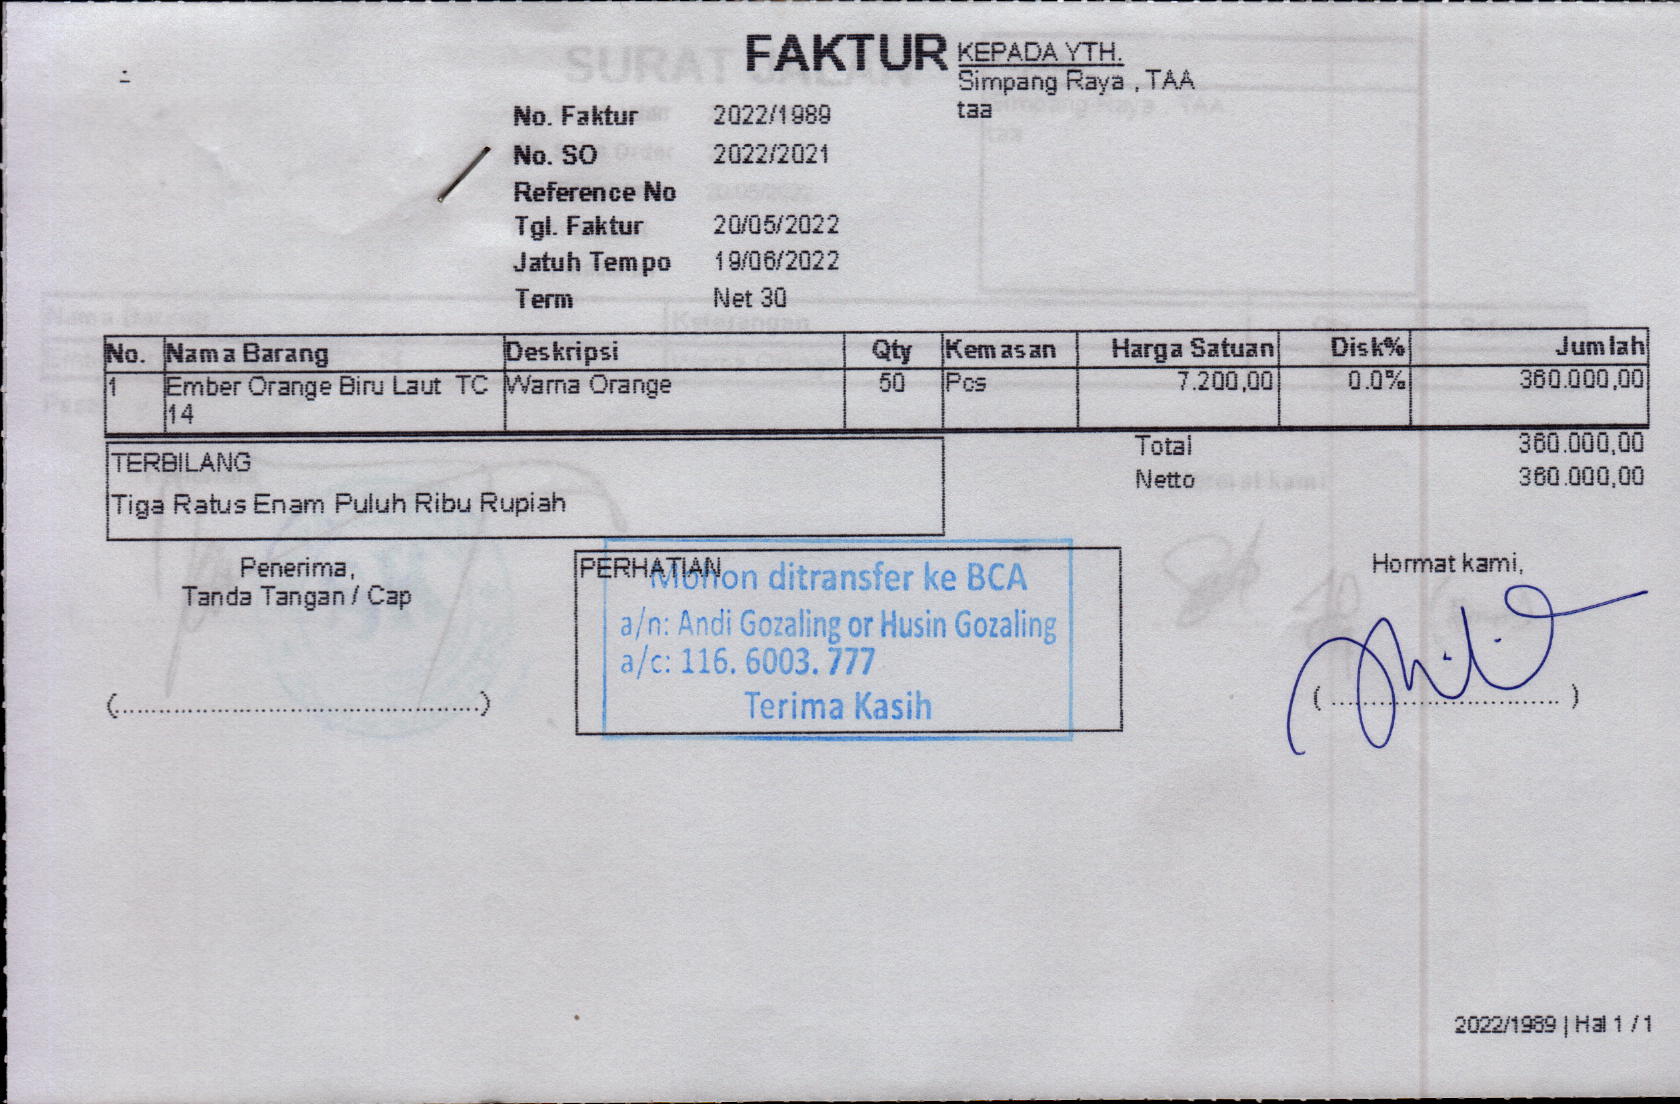 FAKTUR
KEPADA YTH.
Simpang Raya , TAA
taa
No. Faktur 2022/1989
No. SO 2022/2021
Reference No
Tgl. Faktur 20/05/2022
Jatuh Tempo 19/06/2022
Term Net 30
No. Nama Barang Deskripsi Qty Kemasan Harga Satuan Disk% Jumlah
1 Ember Orange Biru Laut TC Warna Orange 50 Pcs 7.200,00 0.0% 360.000,00
14
Total 360.000,00
Netto 360.000,00
TERBILANG
Tiga Ratus Enam Puluh Ribu Rupiah
Penerima,
Tanda Tangan / Cap
(................................................)
PERHATIAN
Mohon ditransfer ke BCA
a/n: Andi Gozaling or Husin Gozaling
a/c: 116. 6003. 777
Terima Kasih
Hormat kami,
(..............................)
2022/1989 | Hal 1 / 1